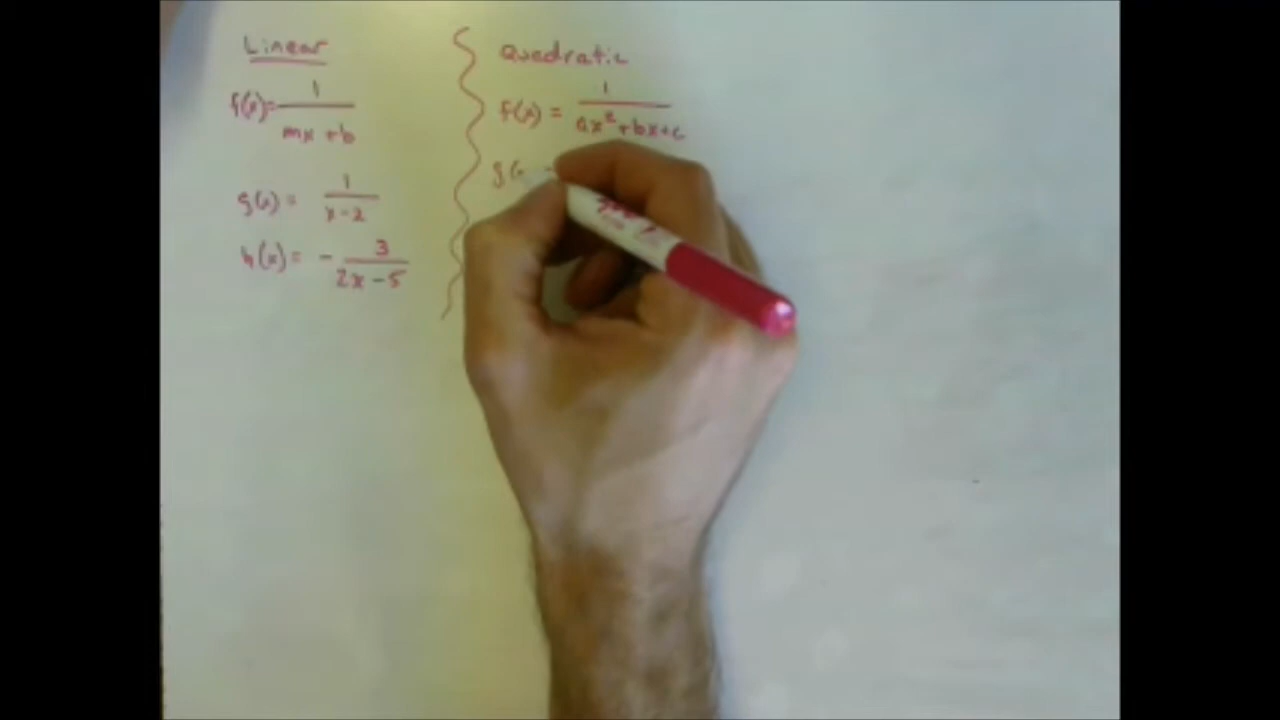 Linear
f(x)= 1/(mx+b)
g(x) = 1/(x-2)
h(x) = - 3/(2x-5)
Quadratic
f(x) = 1/(ax²+bx+c)
g(